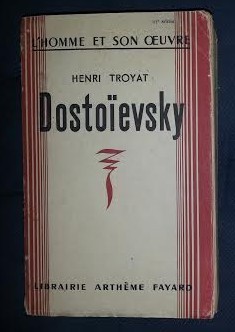 L'HOMME ET SON ŒUVRE
HENRI TROYAT
Dostoïevsky
LIBRAIRIE ARTHÈME FAYARD